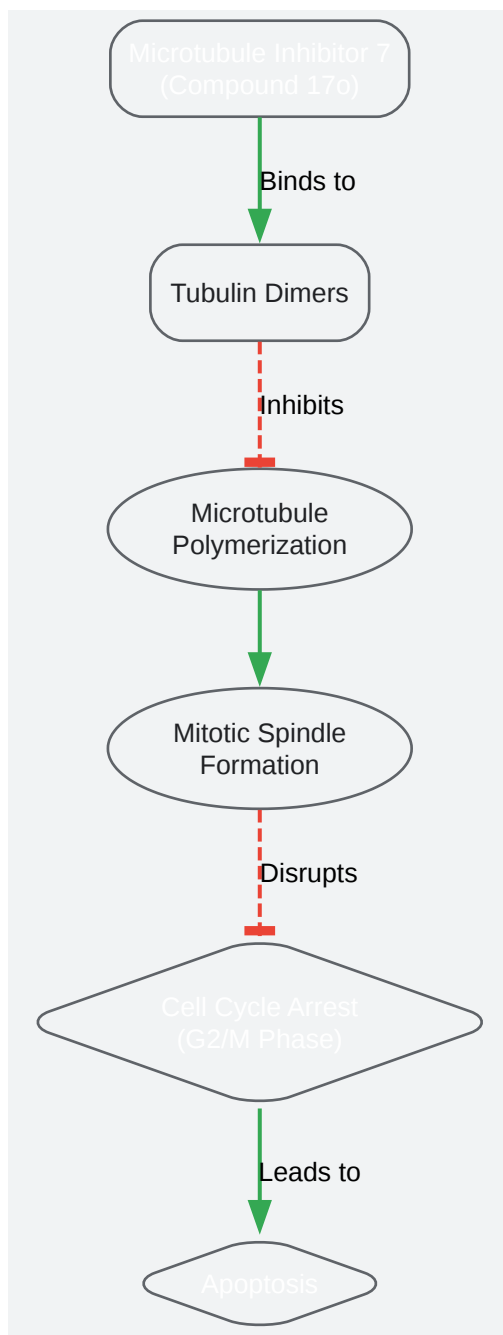 Microtubule Inhibitor 7
(Compound 17o)
Binds to
Tubulin Dimers
Inhibits
Microtubule
Polymerization
Mitotic Spindle
Formation
Disrupts
Cell Cycle Arrest
(G2/M Phase)
Leads to
Apoptosis